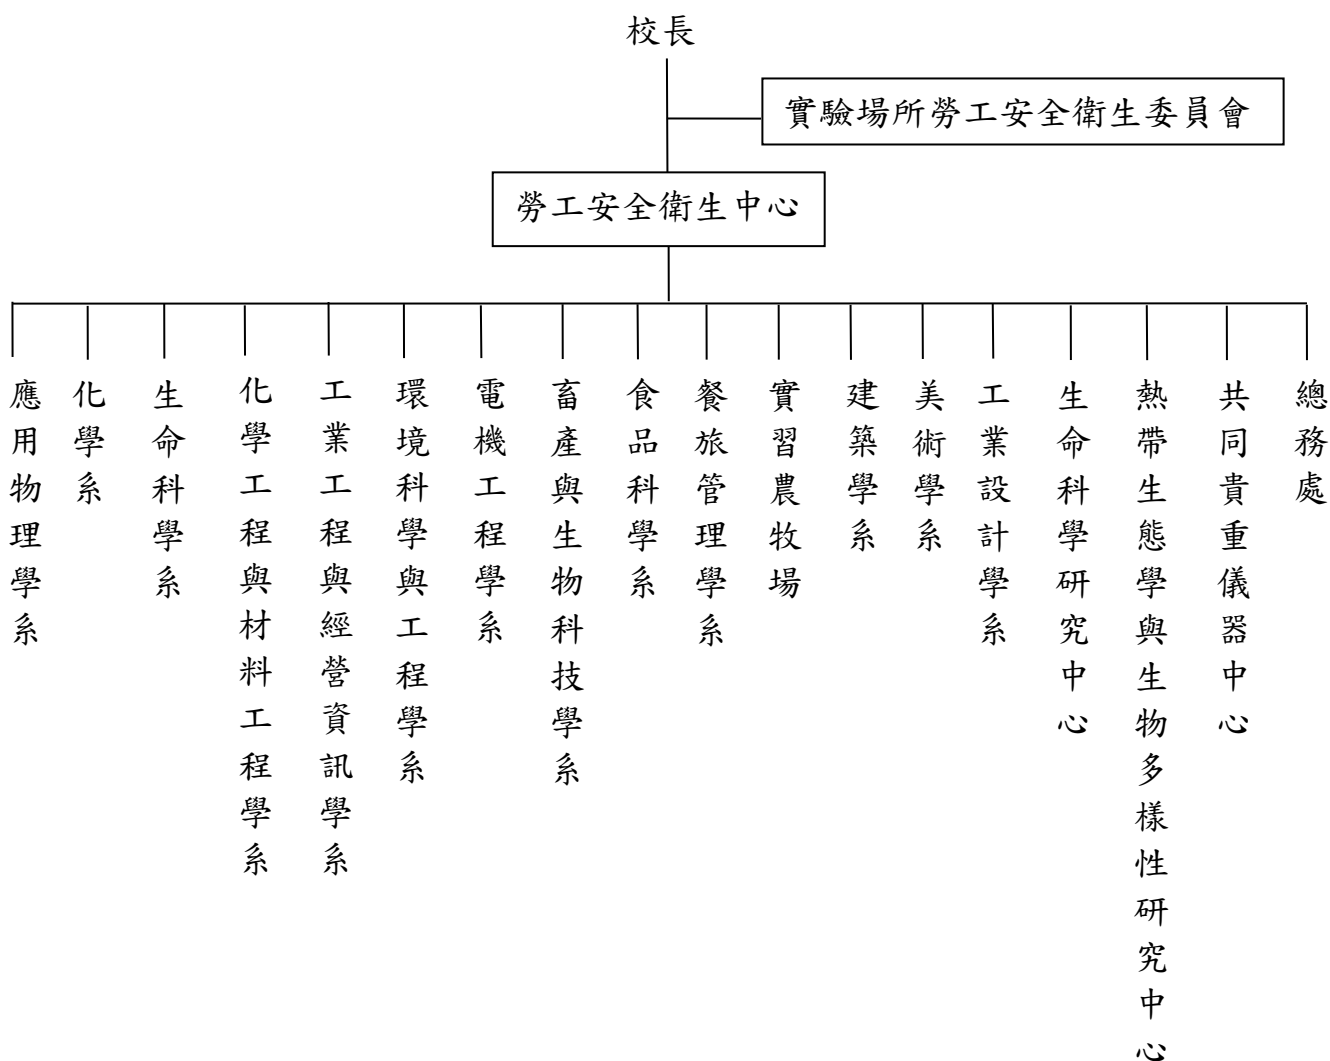 校長
實驗場所勞工安全衛生委員會
勞工安全衛生中心
應用物理學系
化學系
生命科學系
化學工程與材料工程學系
工業工程與經營資訊學系
環境科學與工程學系
電機工程學系
畜產與生物科技學系
食品科學系
餐旅管理學系
實習農牧場
建築學系
美術學系
工業設計學系
生命科學研究中心
熱帶生態學與生物多樣性研究中心
共同貴重儀器中心
總務處